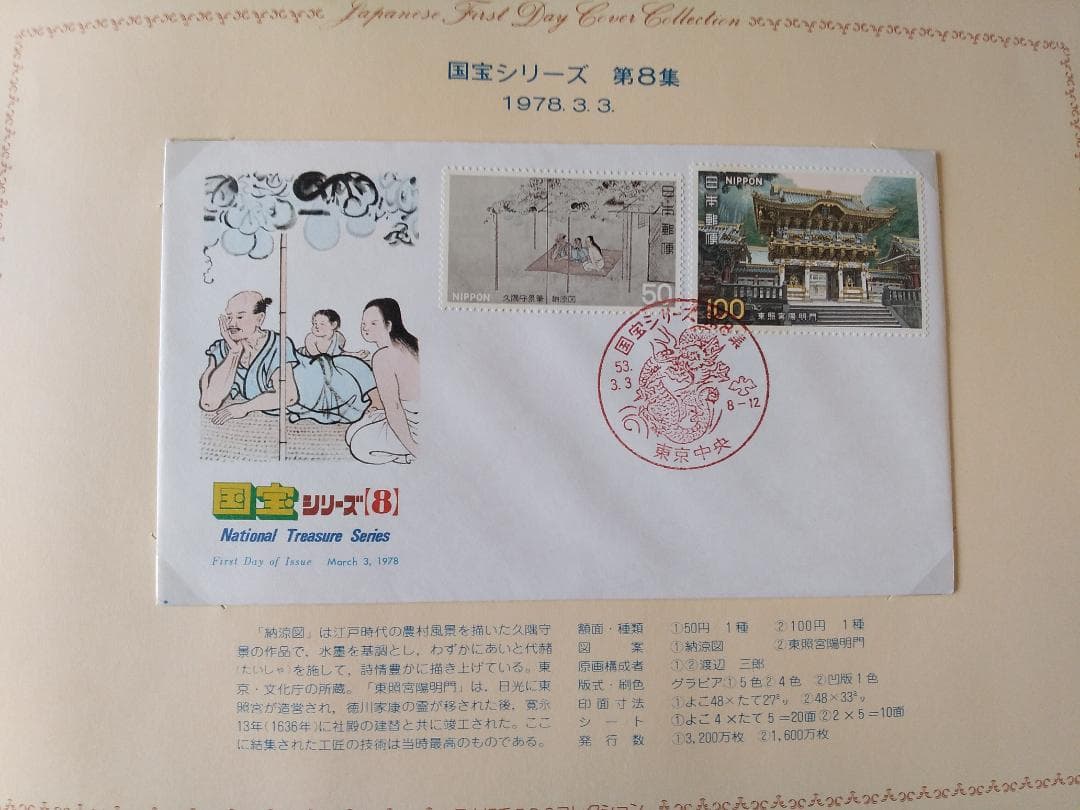 Japanese First Day Cover Collection
国宝シリーズ 第8集
1978. 3. 3.
NIPPON
久隅守景筆 納涼図
50
日本郵便
NIPPON
日本郵便
100
東照宮陽明門
国宝シリーズ
集
53.
3. 3
8-12
東京中央
国宝シリーズ【8】
National Treasure Series
First Day of Issue March 3, 1978
「納涼図」は江戸時代の農村風景を描いた久隅守
景の作品で、水墨を基調とし、わずかにあいと代赭
(たいしゃ)を施して、詩情豊かに描き上げている。東
京・文化庁の所蔵。「東照宮陽明門」は、日光に東
照宮が造営され、徳川家康の霊が移された後、寛永
13年(1636年)に社殿の建替と共に竣工された。ここ
に結集された工匠の技術は当時最高のものである。
額面・種類 ①50円 1種 ②100円 1種
図案 ①納涼図 ②東照宮陽明門
原画構成者 ①②渡辺 三郎
版式・刷色 グラビア①5色②4色 ②凹版1色
印面寸法 ①よこ48×たて27㍉ ②48×33㍉
シート ①よこ4×たて5=20面②2×5=10面
発行数 ①3,200万枚 ②1,600万枚